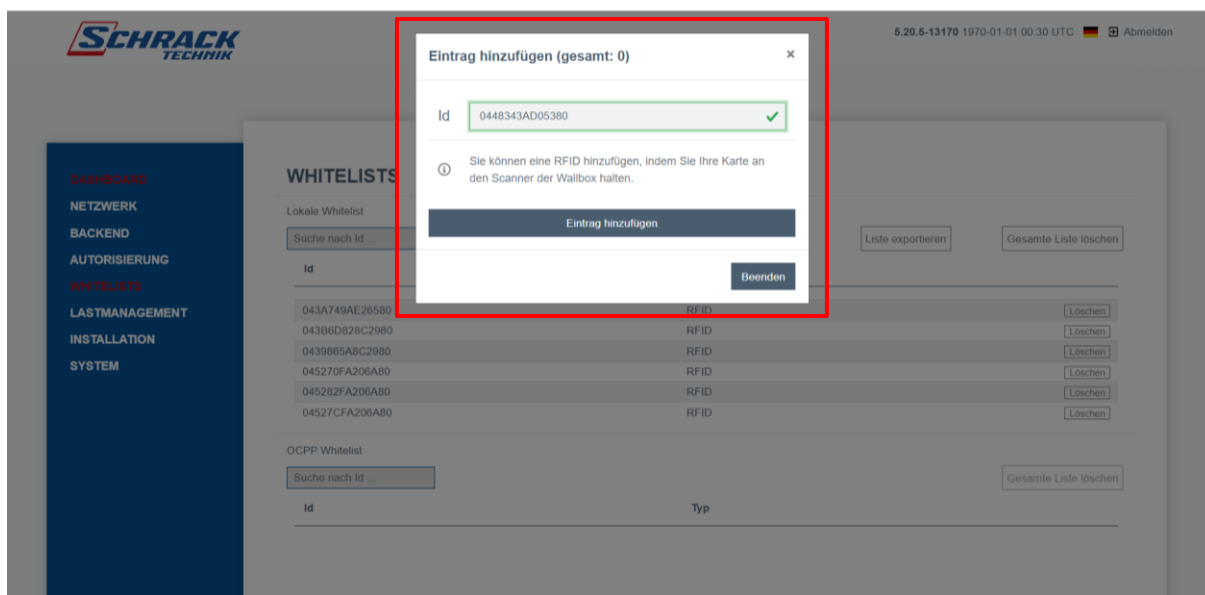 SCHRACK
TECHNIK
5.20.5-13170 1970-01-01 00:30 UTC Abmelden
Eintrag hinzufügen (gesamt: 0) ×
Id 0448343AD05380
Sie können eine RFID hinzufügen, indem Sie Ihre Karte an
den Scanner der Wallbox halten.
Eintrag hinzufügen
Beenden
DASHBOARD
NETZWERK
BACKEND
AUTORISIERUNG
WHITELISTS
LASTMANAGEMENT
INSTALLATION
SYSTEM
WHITELISTS
Lokale Whitelist
Suche nach Id ... Liste exportieren Gesamte Liste löschen
Id
043A749AE26580 RFID Löschen
043B6D828C2980 RFID Löschen
0439865A8C2980 RFID Löschen
045270FA206A80 RFID Löschen
045282FA206A80 RFID Löschen
04527CFA206A80 RFID Löschen
OCPP Whitelist
Suche nach Id ... Gesamte Liste löschen
Id Typ